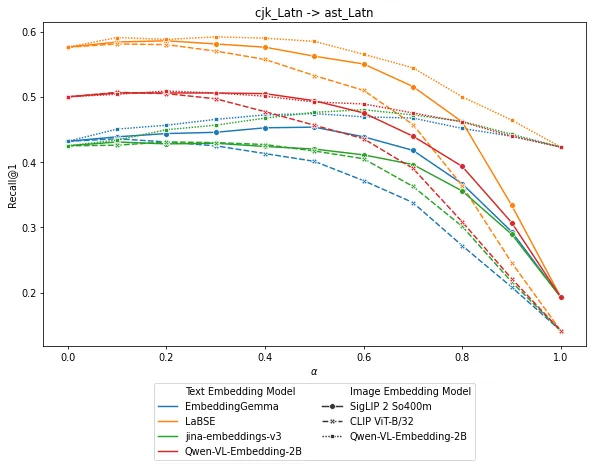 cjk_Latn -> ast_Latn
Recall@1
0.6
0.5
0.4
0.3
0.2
0.0 0.2 0.4 0.6 0.8 1.0
α
Text Embedding Model Image Embedding Model
EmbeddingGemma SigLIP 2 So400m
LaBSE CLIP ViT-B/32
jina-embeddings-v3 Qwen-VL-Embedding-2B
Qwen-VL-Embedding-2B